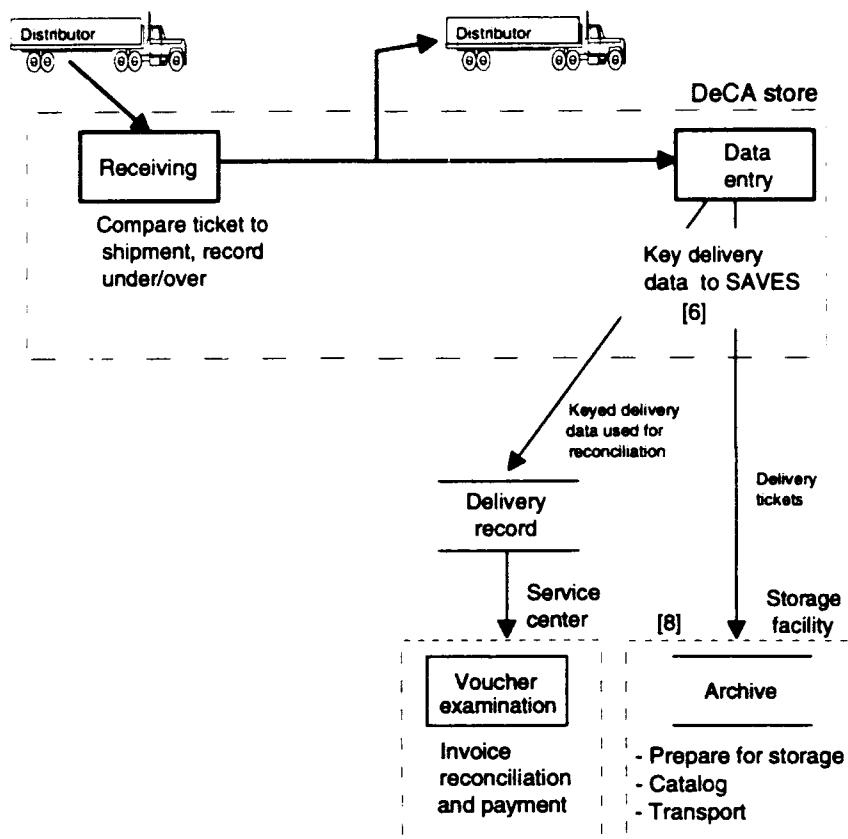 Distributor
Distributor
DeCA store
Receiving
Data
entry
Compare ticket to
shipment, record
under/over
Key delivery
data to SAVES
[6]
Keyed delivery
data used for
reconciliation
Delivery
tickets
Delivery
record
Service
center
[8]
Storage
facility
Voucher
examination
Archive
Invoice
reconciliation
and payment
- Prepare for storage
- Catalog
- Transport